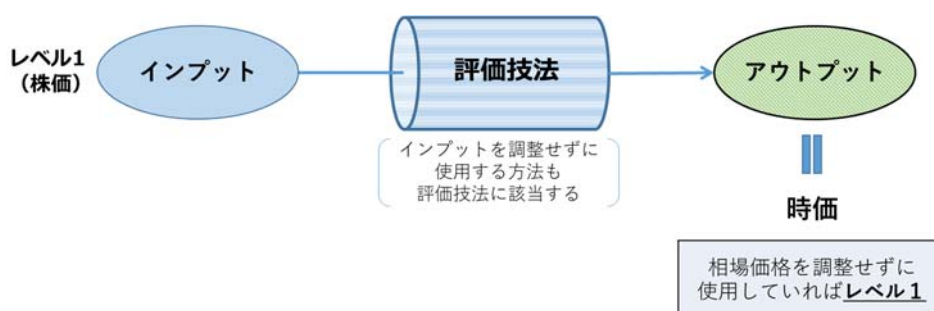 レベル1
（株価）
インプット
評価技法
アウトプット
インプットを調整せずに
使用する方法も
評価技法に該当する
時価
相場価格を調整せずに
使用していればレベル１